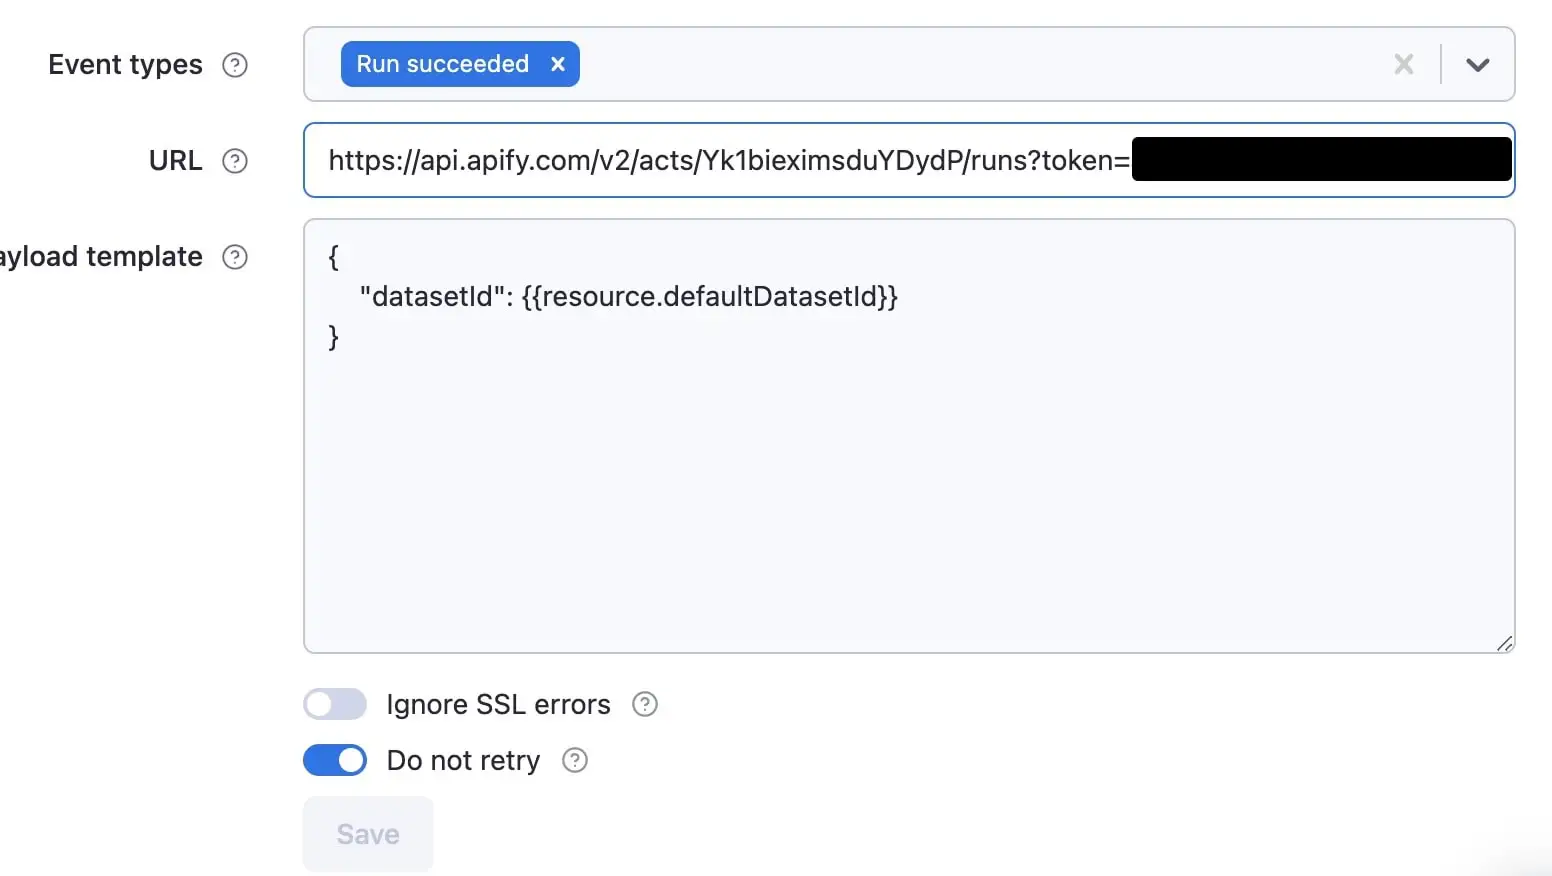 Event types ?
Run succeeded ×
URL ?
https://api.apify.com/v2/acts/Yk1bieximsduYDydP/runs?token=
ayload template ?
{
"datasetId": {{resource.defaultDatasetId}}
}
Ignore SSL errors ?
Do not retry ?
Save